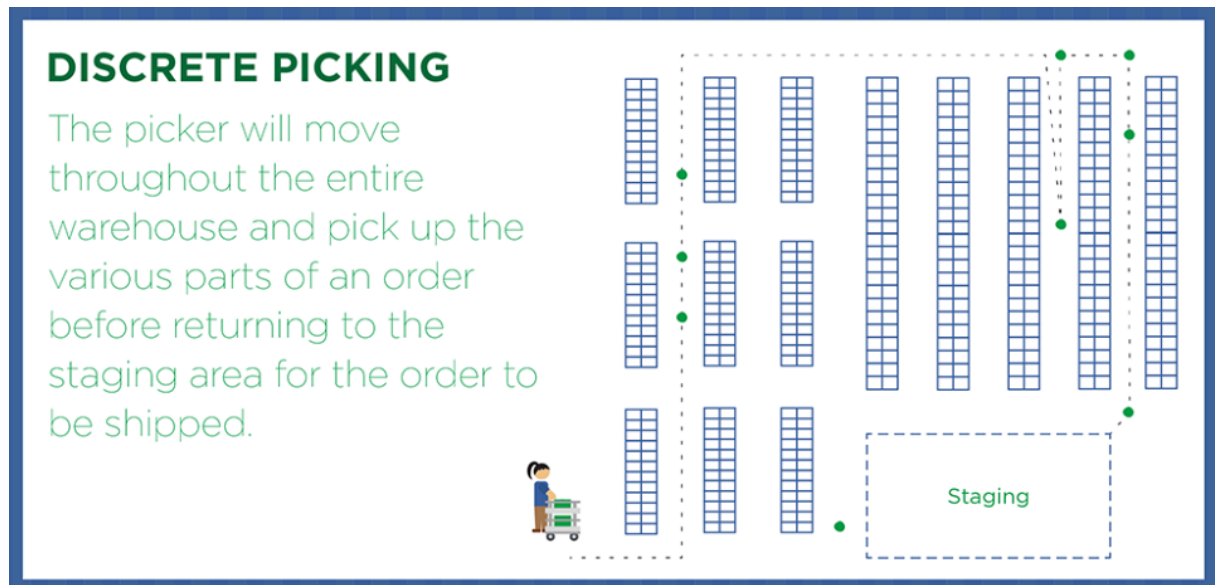 DISCRETE PICKING
The picker will move
throughout the entire
warehouse and pick up the
various parts of an order
before returning to the
staging area for the order to
be shipped.
Staging